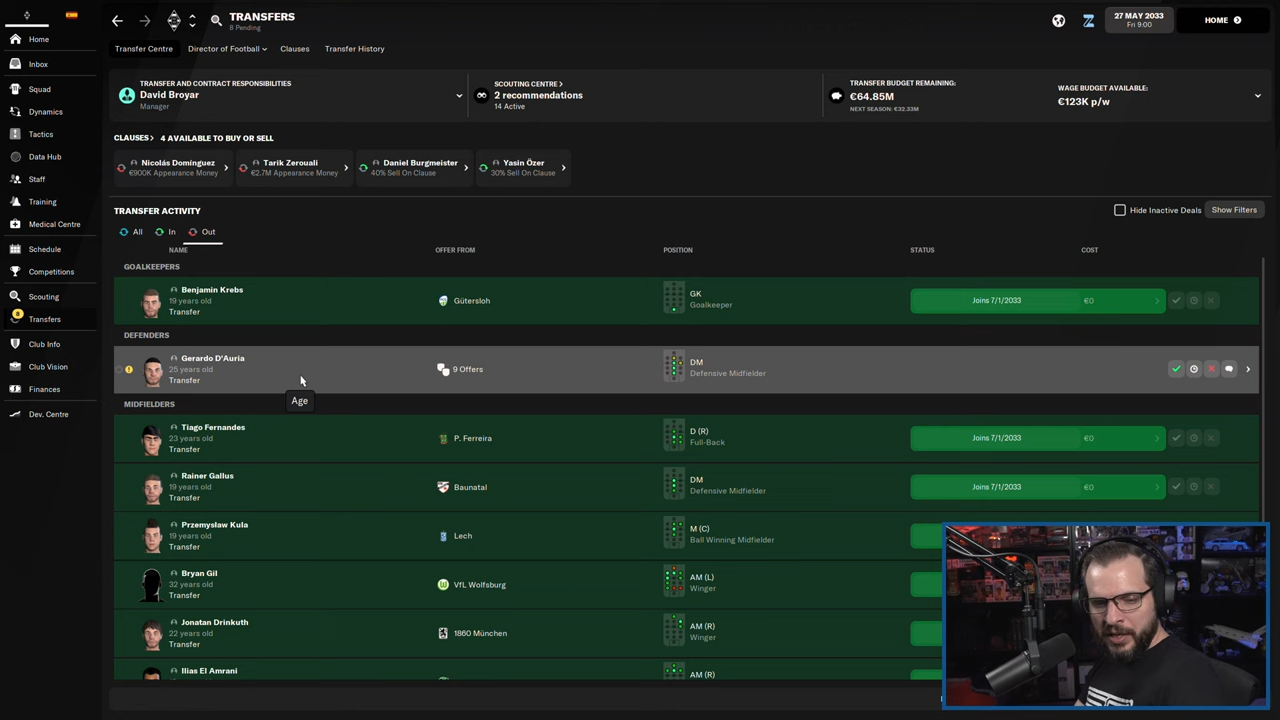 TRANSFERS
8 Pending
27 MAY 2033
Fri 9:00
HOME
Home
Inbox
Squad
Dynamics
Tactics
Data Hub
Staff
Training
Medical Centre
Schedule
Competitions
Scouting
8
Transfers
Club Info
Club Vision
Finances
Dev. Centre
Transfer Centre
Director of Football
Clauses
Transfer History
TRANSFER AND CONTRACT RESPONSIBILITIES
David Broyar
Manager
SCOUTING CENTRE >
2 recommendations
14 Active
TRANSFER BUDGET REMAINING:
€64.85M
NEXT SEASON: €32.33M
WAGE BUDGET AVAILABLE:
€123K p/w
CLAUSES > 4 AVAILABLE TO BUY OR SELL
Nicolás Domínguez
€900K Appearance Money
Tarik Zerouali
€2.7M Appearance Money
Daniel Burgmeister
40% Sell On Clause
Yasin Özer
30% Sell On Clause
TRANSFER ACTIVITY
Hide Inactive Deals
Show Filters
All In Out
NAME OFFER FROM POSITION STATUS COST
GOALKEEPERS
Benjamin Krebs
19 years old
Transfer
Gütersloh
GK
Goalkeeper
Joins 7/1/2033 €0
DEFENDERS
Gerardo D'Auria
25 years old
Transfer
9 Offers
DM
Defensive Midfielder
Age
MIDFIELDERS
Tiago Fernandes
23 years old
Transfer
P. Ferreira
D (R)
Full-Back
Joins 7/1/2033 €0
Rainer Gallus
19 years old
Transfer
Baunatal
DM
Defensive Midfielder
Joins 7/1/2033 €0
Przemysław Kula
19 years old
Transfer
Lech
M (C)
Ball Winning Midfielder
Bryan Gil
32 years old
Transfer
VfL Wolfsburg
AM (L)
Winger
Jonatan Drinkuth
22 years old
Transfer
1860 München
AM (R)
Winger
Ilias El Amrani
AM (R)